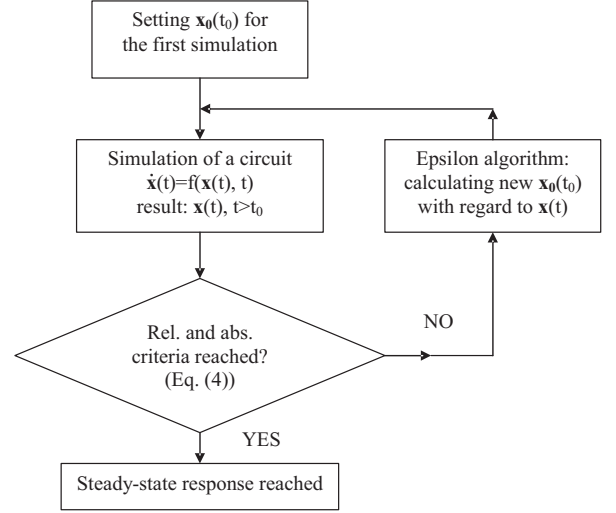 Setting x₀(t₀) for
the first simulation
Simulation of a circuit
ẋ(t)=f(x(t), t)
result: x(t), t>t₀
Epsilon algorithm:
calculating new x₀(t₀)
with regard to x(t)
Rel. and abs.
criteria reached?
(Eq. (4))
NO
YES
Steady-state response reached